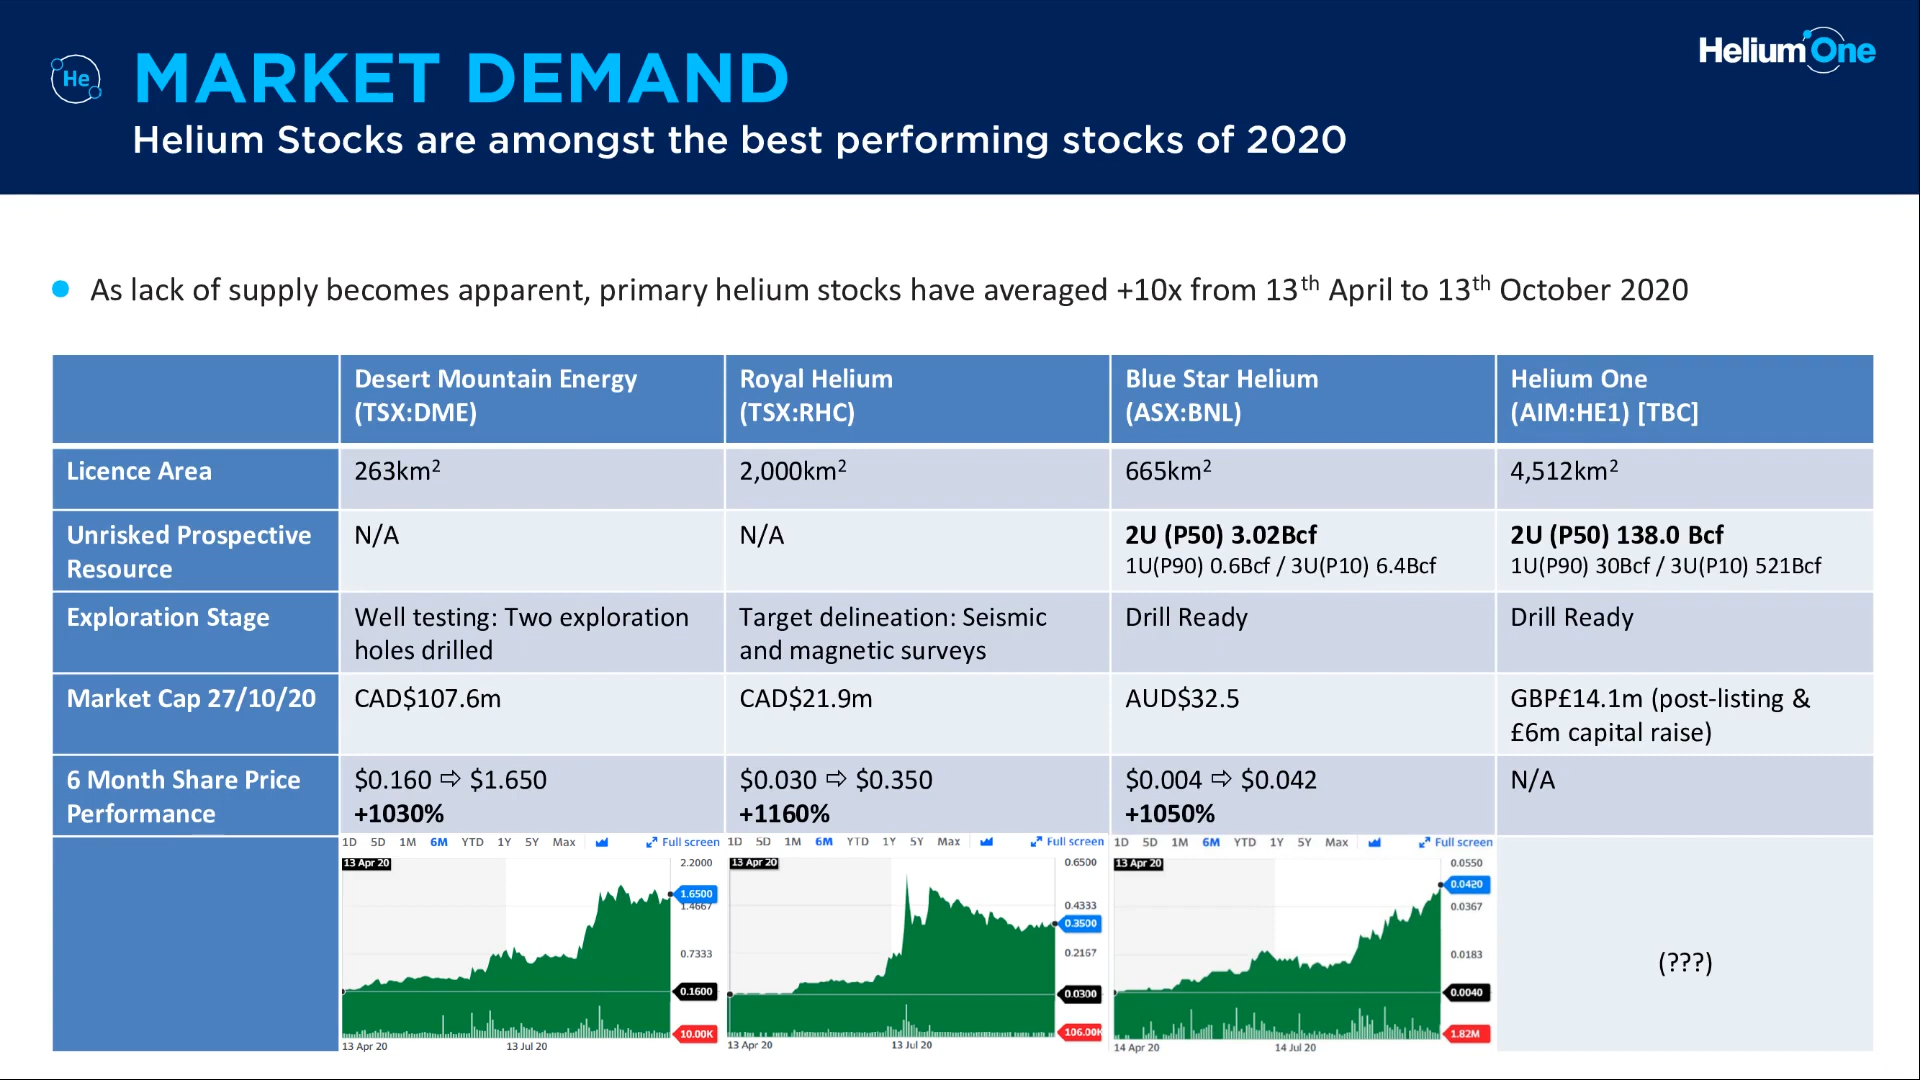 He
MARKET DEMAND
Helium Stocks are amongst the best performing stocks of 2020
HeliumOne
As lack of supply becomes apparent, primary helium stocks have averaged +10x from 13th April to 13th October 2020
Desert Mountain Energy
(TSX:DME)
Royal Helium
(TSX:RHC)
Blue Star Helium
(ASX:BNL)
Helium One
(AIM:HE1) [TBC]
Licence Area
263km²
2,000km²
665km²
4,512km²
Unrisked Prospective
Resource
N/A
N/A
2U (P50) 3.02Bcf
1U(P90) 0.6Bcf / 3U(P10) 6.4Bcf
2U (P50) 138.0 Bcf
1U(P90) 30Bcf / 3U(P10) 521Bcf
Exploration Stage
Well testing: Two exploration
holes drilled
Target delineation: Seismic
and magnetic surveys
Drill Ready
Drill Ready
Market Cap 27/10/20
CAD$107.6m
CAD$21.9m
AUD$32.5
GBP£14.1m (post-listing &
£6m capital raise)
6 Month Share Price
Performance
$0.160 ⇨ $1.650
+1030%
$0.030 ⇨ $0.350
+1160%
$0.004 ⇨ $0.042
+1050%
N/A
1D 5D 1M 6M YTD 1Y 5Y Max Full screen
13 Apr 20
2.2000
1.6500
1.4667
0.7333
0.1600
10.00K
13 Apr 20 13 Jul 20
1D 5D 1M 6M YTD 1Y 5Y Max Full screen
13 Apr 20
0.6500
0.4333
0.3500
0.2167
0.0300
106.00K
13 Apr 20 13 Jul 20
1D 5D 1M 6M YTD 1Y 5Y Max Full screen
13 Apr 20
0.0550
0.0420
0.0367
0.0183
0.0040
1.82M
14 Apr 20 14 Jul 20
(???)